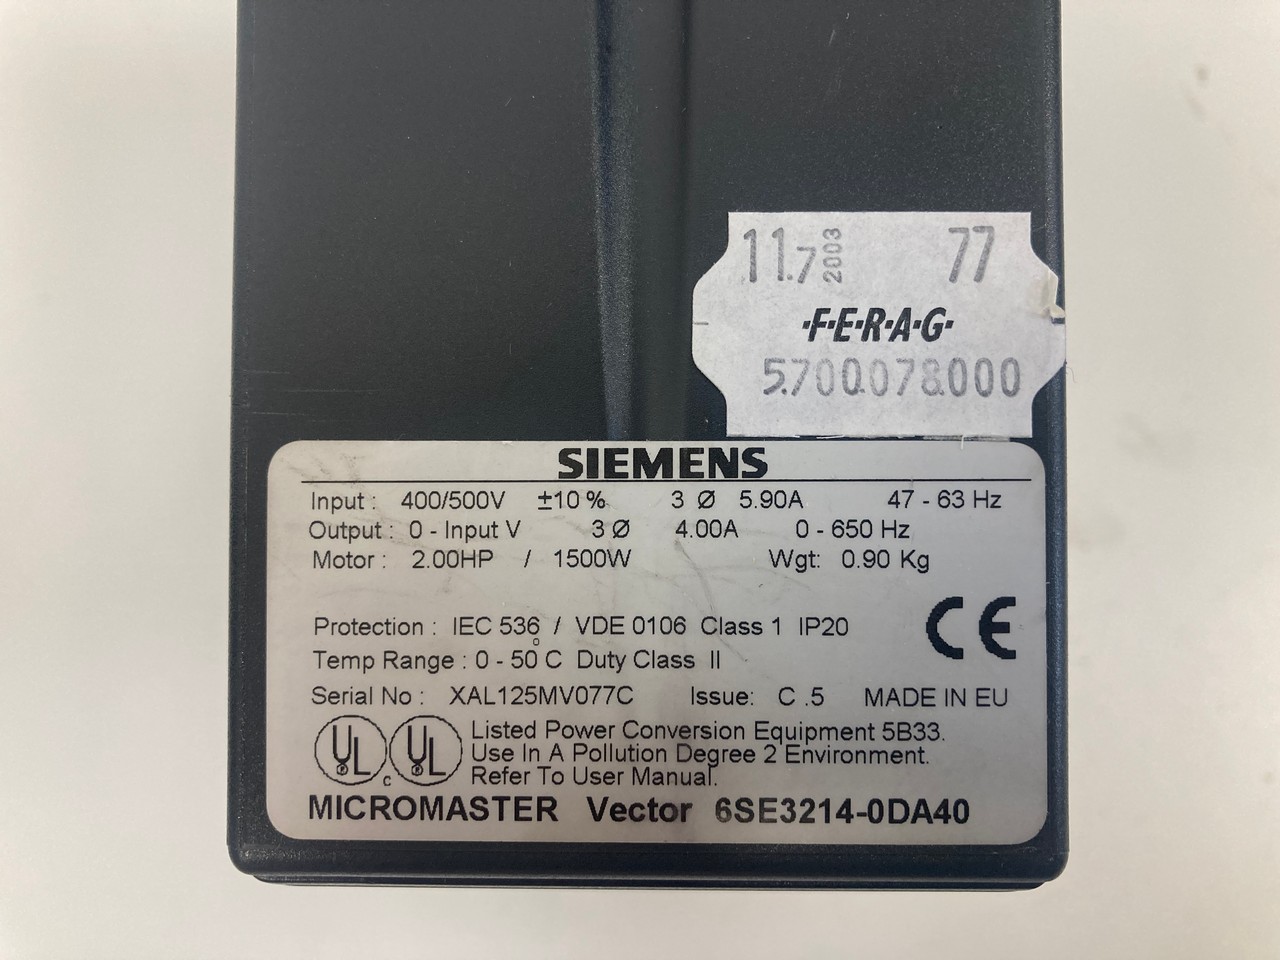 11.7 2003 77
·F·E·R·A·G·
5.700.078.000
SIEMENS
Input : 400/500V ±10 % 3 Ø 5.90A 47 - 63 Hz
Output : 0 - Input V 3 Ø 4.00A 0 - 650 Hz
Motor : 2.00HP / 1500W Wgt: 0.90 Kg
Protection : IEC 536 / VDE 0106 Class 1 IP20
CE
Temp Range : 0 - 50°C Duty Class II
Serial No : XAL125MV077C Issue: C .5 MADE IN EU
UL c UL
Listed Power Conversion Equipment 5B33.
Use In A Pollution Degree 2 Environment.
Refer To User Manual.
MICROMASTER Vector 6SE3214-0DA40